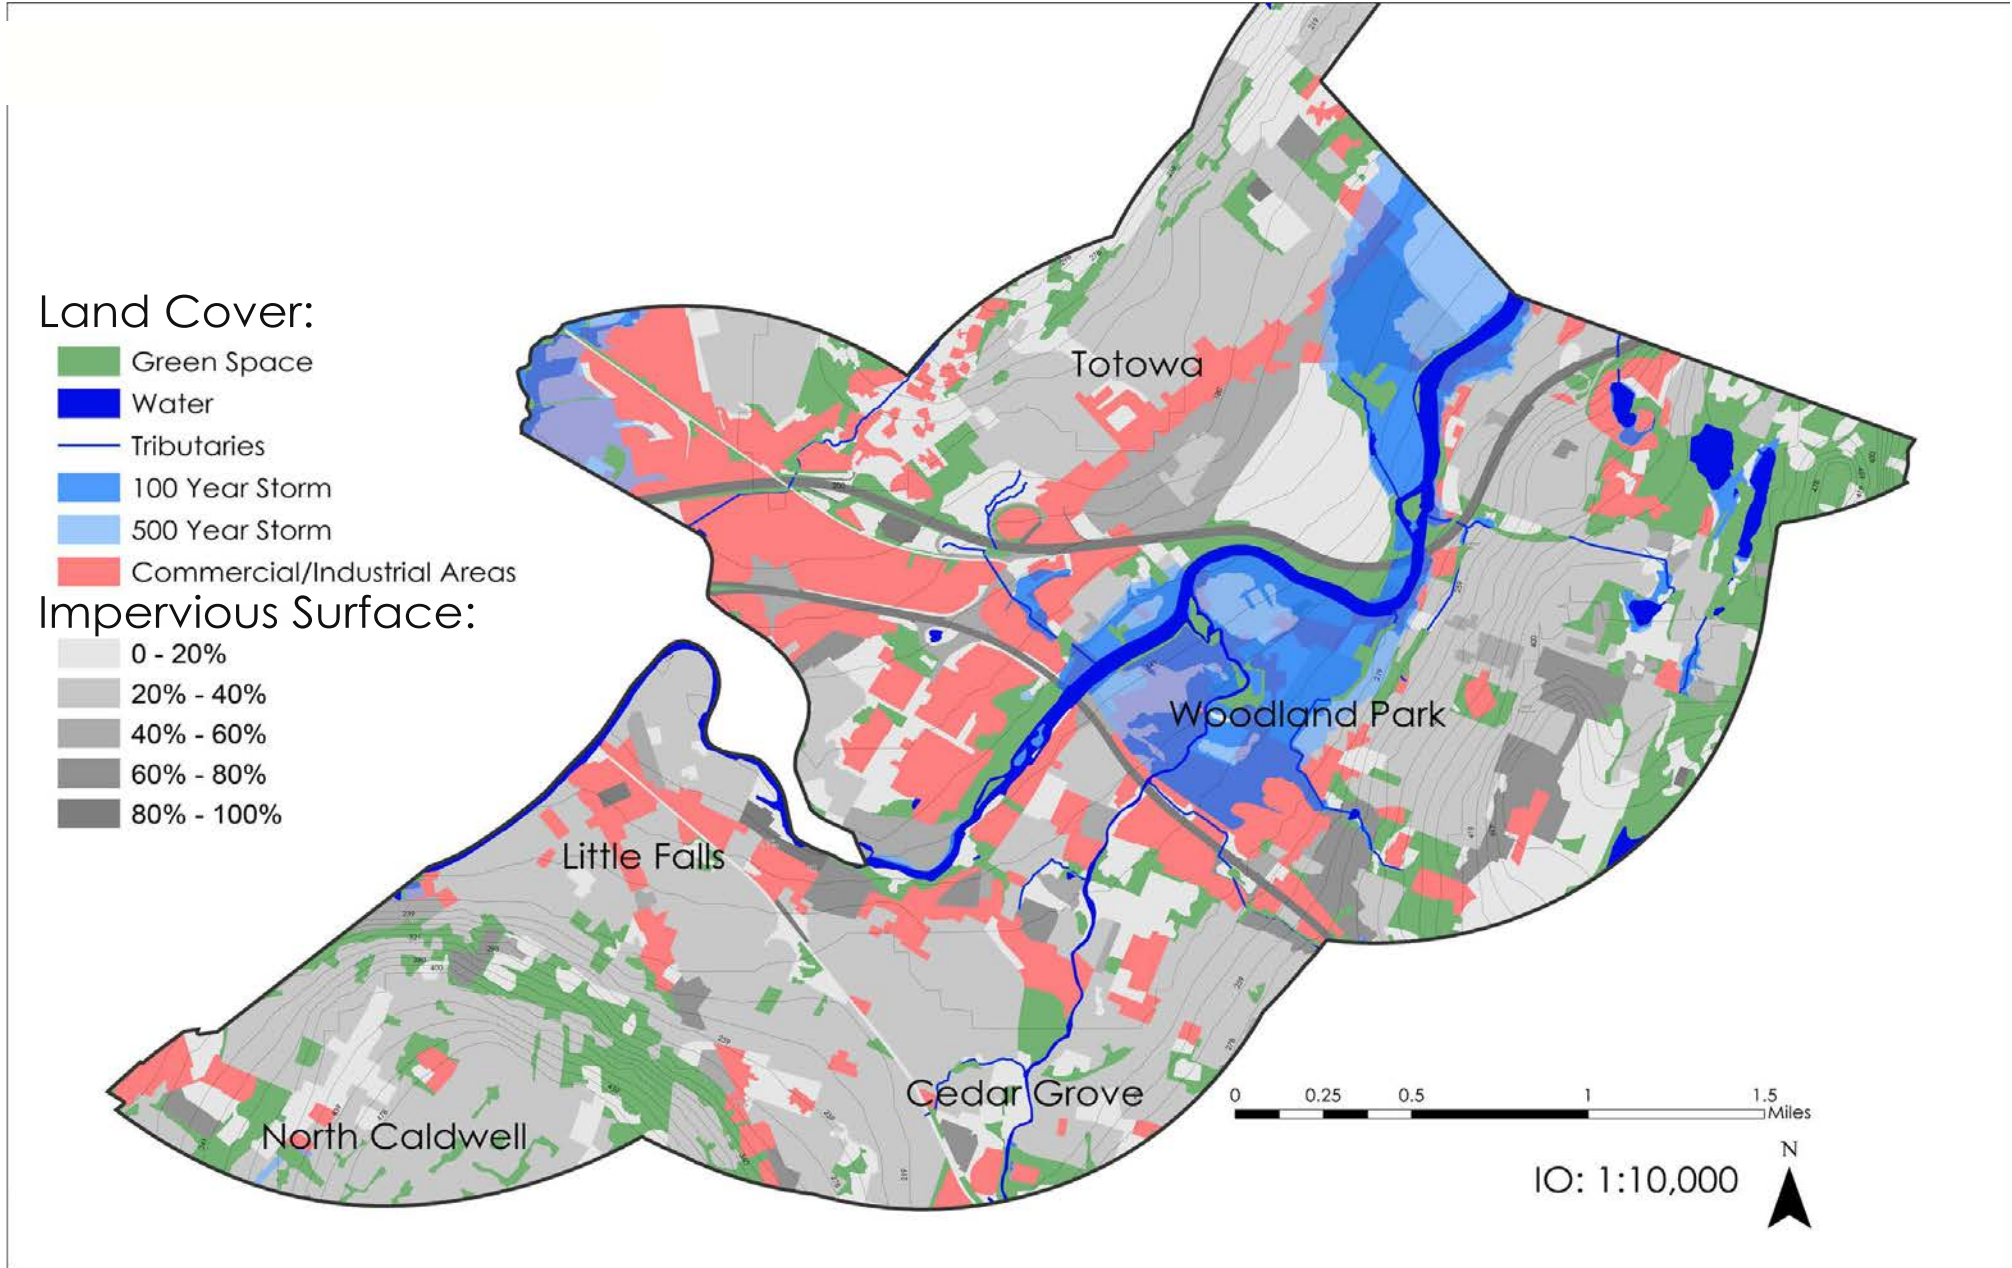 Land Cover:
Green Space
Water
Tributaries
100 Year Storm
500 Year Storm
Commercial/Industrial Areas
Impervious Surface:
0 - 20%
20% - 40%
40% - 60%
60% - 80%
80% - 100%
Totowa
Woodland Park
Little Falls
Cedar Grove
North Caldwell
0 0.25 0.5 1 1.5
Miles
N
IO: 1:10,000